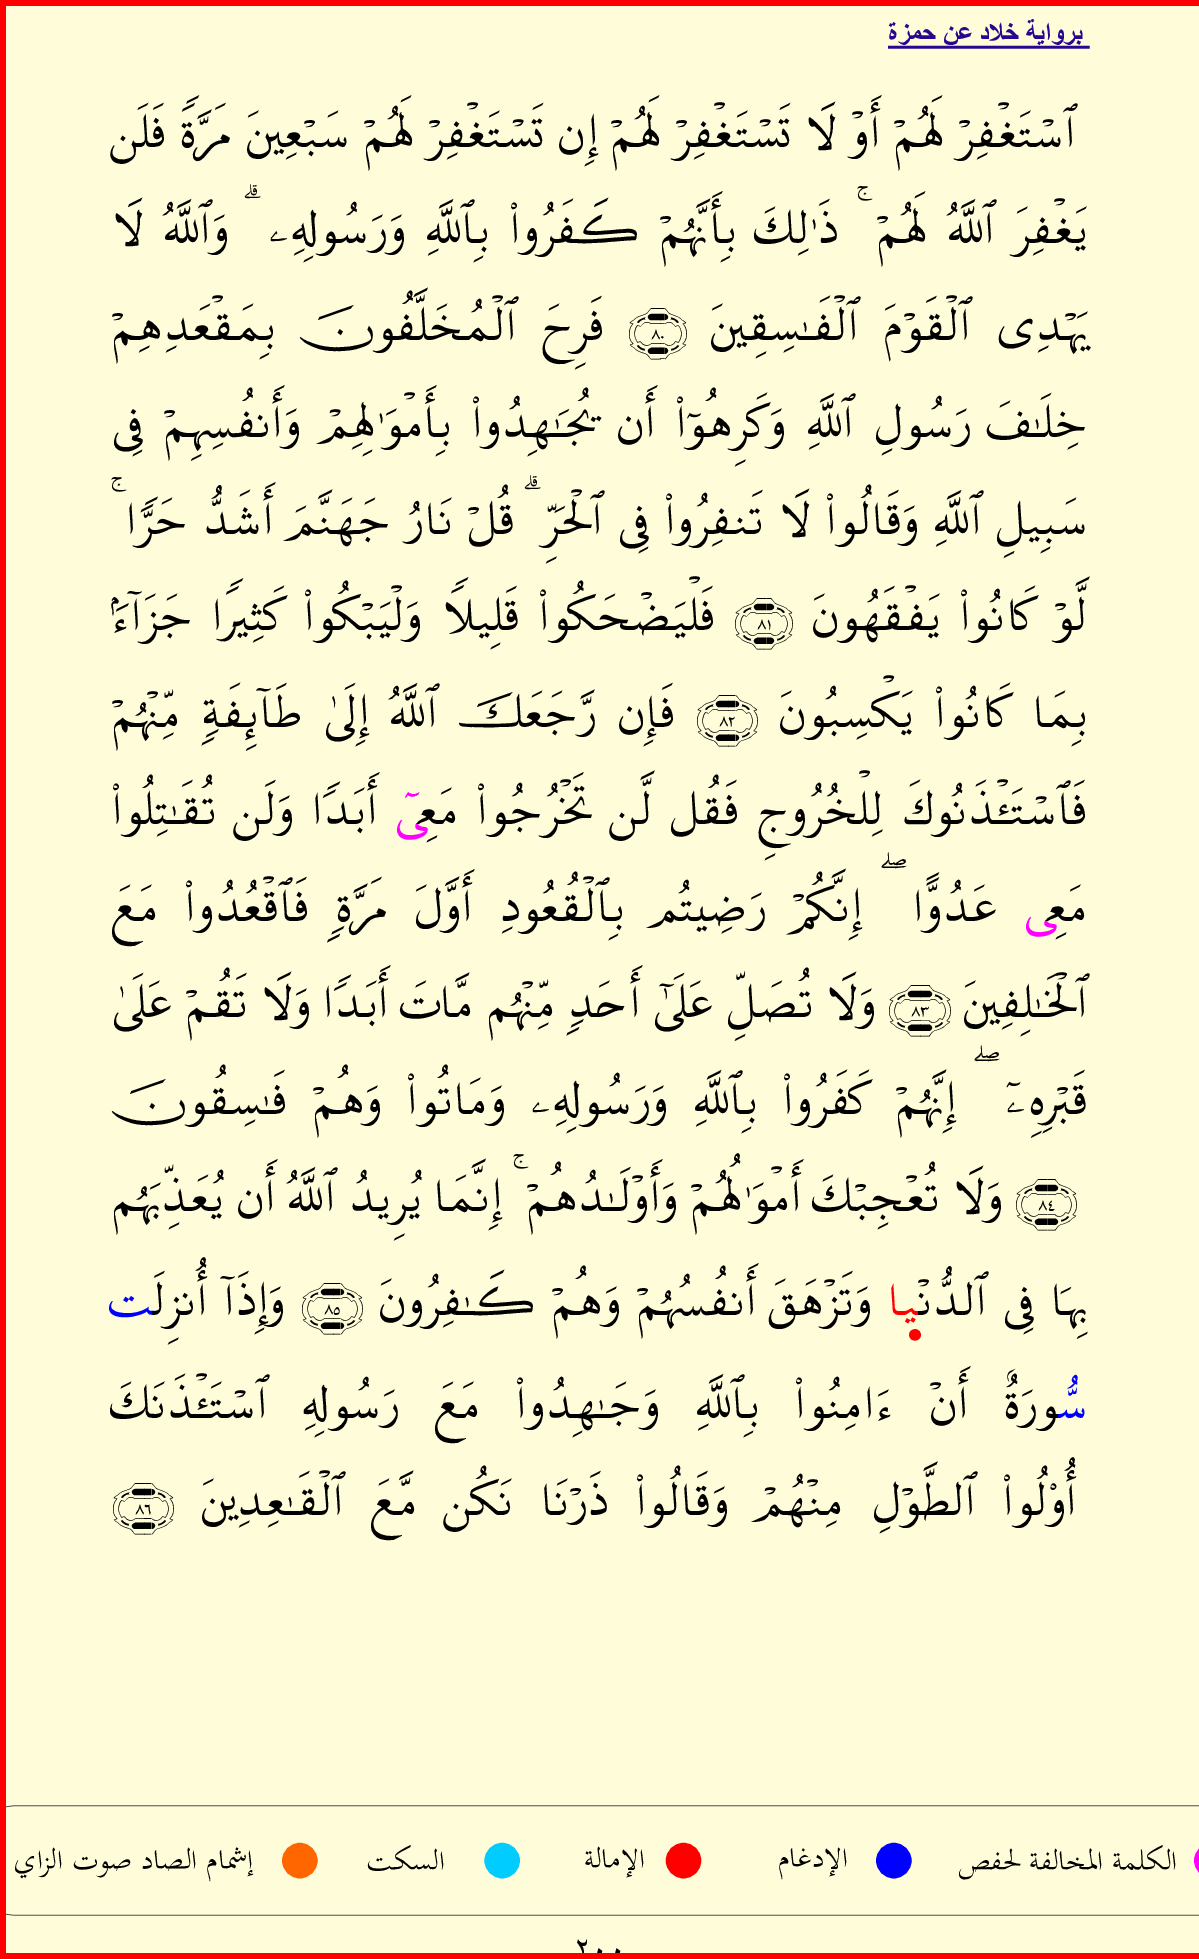 برواية خلاد عن حمزة
ٱسۡتَغۡفِرۡ لَهُمۡ أَوۡ لَا تَسۡتَغۡفِرۡ لَهُمۡ إِن تَسۡتَغۡفِرۡ لَهُمۡ سَبۡعِينَ مَرَّةً فَلَن
يَغۡفِرَ ٱللَّهُ لَهُمۡ ۚ ذَٰلِكَ بِأَنَّهُمۡ كَفَرُواْ بِٱللَّهِ وَرَسُولِهِۦ ۗ وَٱللَّهُ لَا
يَهۡدِى ٱلۡقَوۡمَ ٱلۡفَـٰسِقِينَ ٨٠ فَرِحَ ٱلۡمُخَلَّفُونَ بِمَقۡعَدِهِمۡ
خِلَـٰفَ رَسُولِ ٱللَّهِ وَكَرِهُوٓاْ أَن يُجَـٰهِدُواْ بِأَمۡوَٰلِهِمۡ وَأَنفُسِهِمۡ فِى
سَبِيلِ ٱللَّهِ وَقَالُواْ لَا تَنفِرُواْ فِى ٱلۡحَرِّ ۗ قُلۡ نَارُ جَهَنَّمَ أَشَدُّ حَرًّا ۚ
لَّوۡ كَانُواْ يَفۡقَهُونَ ٨١ فَلۡيَضۡحَكُواْ قَلِيلاً وَلۡيَبۡكُواْ كَثِيرًا جَزَآءَۢ
بِمَا كَانُواْ يَكۡسِبُونَ ٨٢ فَإِن رَّجَعَكَ ٱللَّهُ إِلَىٰ طَآئِفَةٍ مِّنۡهُمۡ
فَٱسۡتَـٔۡذَنُوكَ لِلۡخُرُوجِ فَقُل لَّن تَخۡرُجُواْ مَعِىٓ أَبَدًا وَلَن تُقَـٰتِلُواْ
مَعِى عَدُوًّا ۖ إِنَّكُمۡ رَضِيتُم بِٱلۡقُعُودِ أَوَّلَ مَرَّةٍ فَٱقۡعُدُواْ مَعَ
ٱلۡخَـٰلِفِينَ ٨٣ وَلَا تُصَلِّ عَلَىٰٓ أَحَدٍ مِّنۡهُم مَّاتَ أَبَدًا وَلَا تَقُمۡ عَلَىٰ
قَبۡرِهِۦٓ ۖ إِنَّهُمۡ كَفَرُواْ بِٱللَّهِ وَرَسُولِهِۦ وَمَاتُواْ وَهُمۡ فَـٰسِقُونَ
٨٤ وَلَا تُعۡجِبۡكَ أَمۡوَٰلُهُمۡ وَأَوۡلَـٰدُهُمۡ ۚ إِنَّمَا يُرِيدُ ٱللَّهُ أَن يُعَذِّبَهُم
بِهَا فِى ٱلدُّنۡيا وَتَزۡهَقَ أَنفُسُهُمۡ وَهُمۡ كَـٰفِرُونَ ٨٥ وَإِذَآ أُنزِلَت
سُّورَةٌ أَنۡ ءَامِنُواْ بِٱللَّهِ وَجَـٰهِدُواْ مَعَ رَسُولِهِ ٱسۡتَـٔۡذَنَكَ
أُوْلُواْ ٱلطَّوۡلِ مِنۡهُمۡ وَقَالُواْ ذَرۡنَا نَكُن مَّعَ ٱلۡقَـٰعِدِينَ ٨٦
الكلمة المخالفة لحفص الإدغام الإمالة السكت إشمام الصاد صوت الزاي
٢٠٠